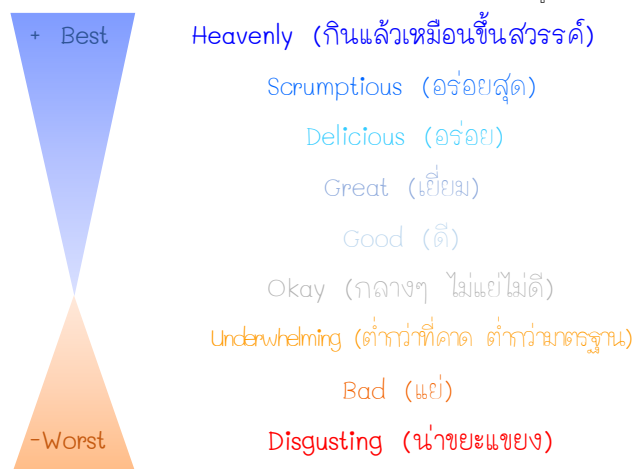 + Best
Heavenly (กินแล้วเหมือนขึ้นสวรรค์)
Scrumptious (อร่อยสุด)
Delicious (อร่อย)
Great (เยี่ยม)
Good (ดี)
Okay (กลางๆ ไม่แย่ไม่ดี)
Underwhelming (ต่ำกว่าที่คาด ต่ำกว่ามาตรฐาน)
Bad (แย่)
-Worst
Disgusting (น่าขยะแขยง)